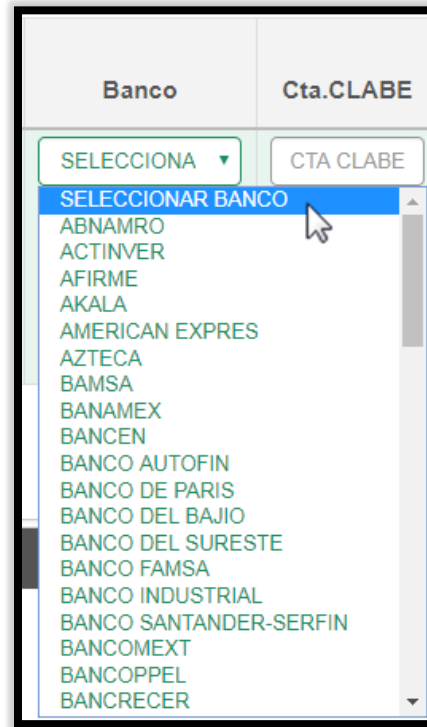 Banco Cta.CLABE
SELECCIONA CTA CLABE
SELECCIONAR BANCO
ABNAMRO
ACTINVER
AFIRME
AKALA
AMERICAN EXPRES
AZTECA
BAMSA
BANAMEX
BANCEN
BANCO AUTOFIN
BANCO DE PARIS
BANCO DEL BAJIO
BANCO DEL SURESTE
BANCO FAMSA
BANCO INDUSTRIAL
BANCO SANTANDER-SERFIN
BANCOMEXT
BANCOPPEL
BANCRECER